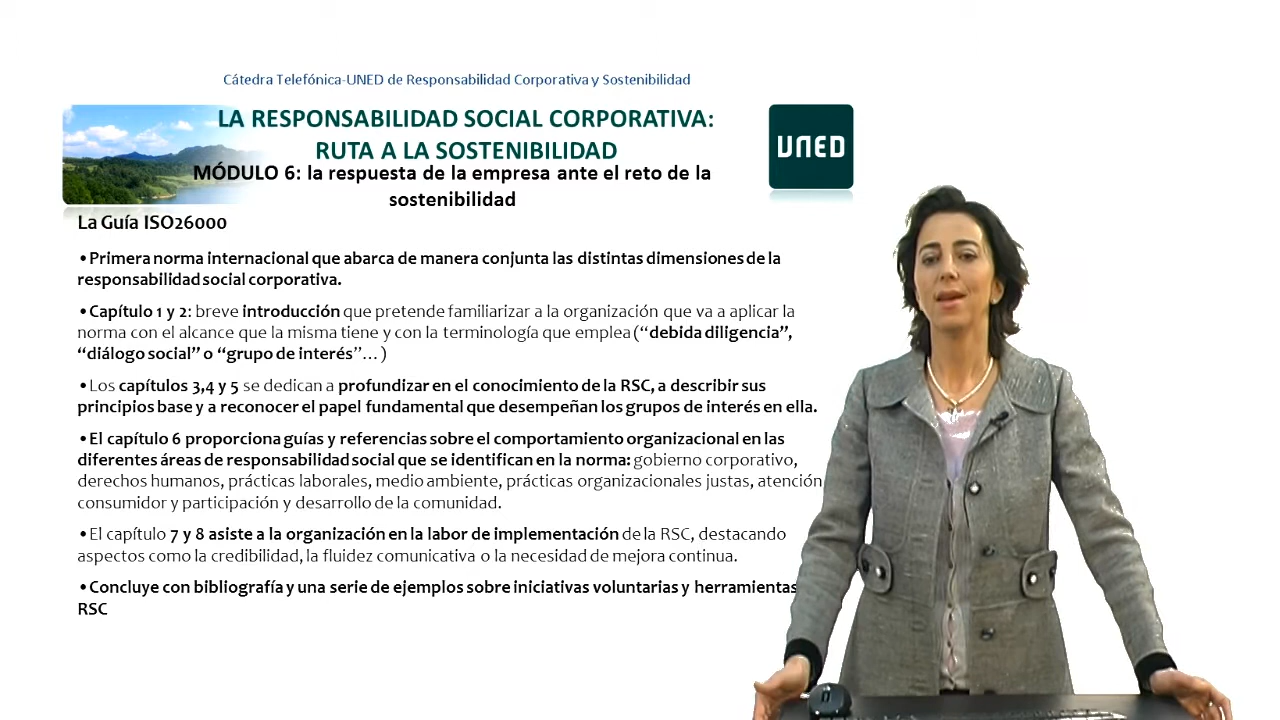 Cátedra Telefónica-UNED de Responsabilidad Corporativa y Sostenibilidad
LA RESPONSABILIDAD SOCIAL CORPORATIVA:
RUTA A LA SOSTENIBILIDAD
UNED
MÓDULO 6: la respuesta de la empresa ante el reto de la
sostenibilidad
La Guía ISO26000
•Primera norma internacional que abarca de manera conjunta las distintas dimensiones de la
responsabilidad social corporativa.
•Capítulo 1 y 2: breve introducción que pretende familiarizar a la organización que va a aplicar la
norma con el alcance que la misma tiene y con la terminología que emplea (“debida diligencia”,
“diálogo social” o “grupo de interés”…)
•Los capítulos 3,4 y 5 se dedican a profundizar en el conocimiento de la RSC, a describir sus
principios base y a reconocer el papel fundamental que desempeñan los grupos de interés en ella.
•El capítulo 6 proporciona guías y referencias sobre el comportamiento organizacional en las
diferentes áreas de responsabilidad social que se identifican en la norma: gobierno corporativo,
derechos humanos, prácticas laborales, medio ambiente, prácticas organizacionales justas, atención
consumidor y participación y desarrollo de la comunidad.
•El capítulo 7 y 8 asiste a la organización en la labor de implementación de la RSC, destacando
aspectos como la credibilidad, la fluidez comunicativa o la necesidad de mejora continua.
•Concluye con bibliografía y una serie de ejemplos sobre iniciativas voluntarias y herramientas
RSC